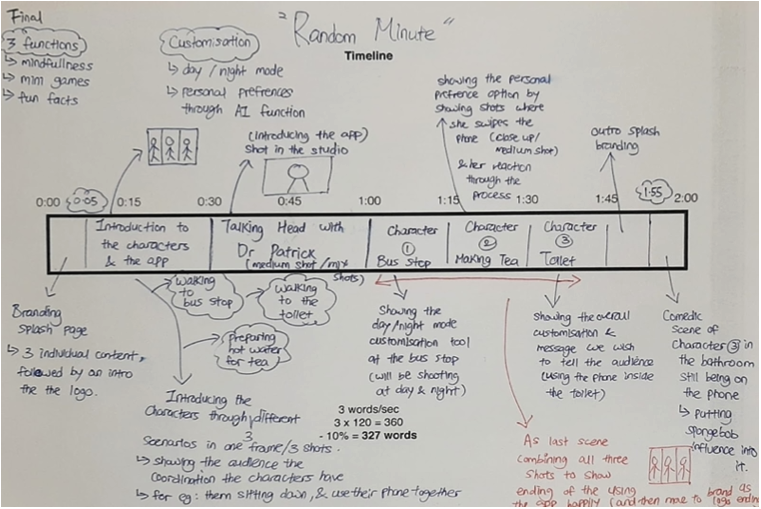 Final
3 functions
↳ mindfullness
↳ mini games
↳ fun facts
Customisation
↳ day / night mode
↳ personal prefrences
through AI function
"Random Minute"
Timeline
(introducing the app)
shot in the studio
showing the personal
prefrence option by
showing shots where
she swipes the
phone (close up/
medium shot)
& her reaction
through the
process
outro splash
branding
0:00
0:05
0:15
0:30
0:45
1:00
1:15
1:30
1:45
1:55
2:00
Introduction to
the characters
& the app
Talking Head with
Dr Patrick
(medium shot / mix
shots)
Character
①
Bus stop
Character
②
Making Tea
Character
③
Toilet
Branding
Splash page
↳ 3 individual content,
followed by an intro
the the logo.
walking
to
bus stop
walking
to the
toilet
preparing
hot water
for tea
Introducing the
characters through different
3
Scenarios in one frame/3 shots.
↳ showing the audience the
coordination the characters have
↳ for eg: them sitting down, & use their phone together
3 words/sec
3 x 120 = 360
- 10% = 327 words
Showing the
day/night mode
customisation tool
at the bus stop
(will be shooting
at day & night)
showing the overall
customisation &
message we wish
to tell the audience
(using the phone inside
the toilet)
Comedic
scene of
character ③ in
the bathroom
still being on
the phone
↳ putting
spongebob
influence into
it.
As last scene
combining all three
shots to show
ending of the using
the app happily (and then move to brand as
logo ending